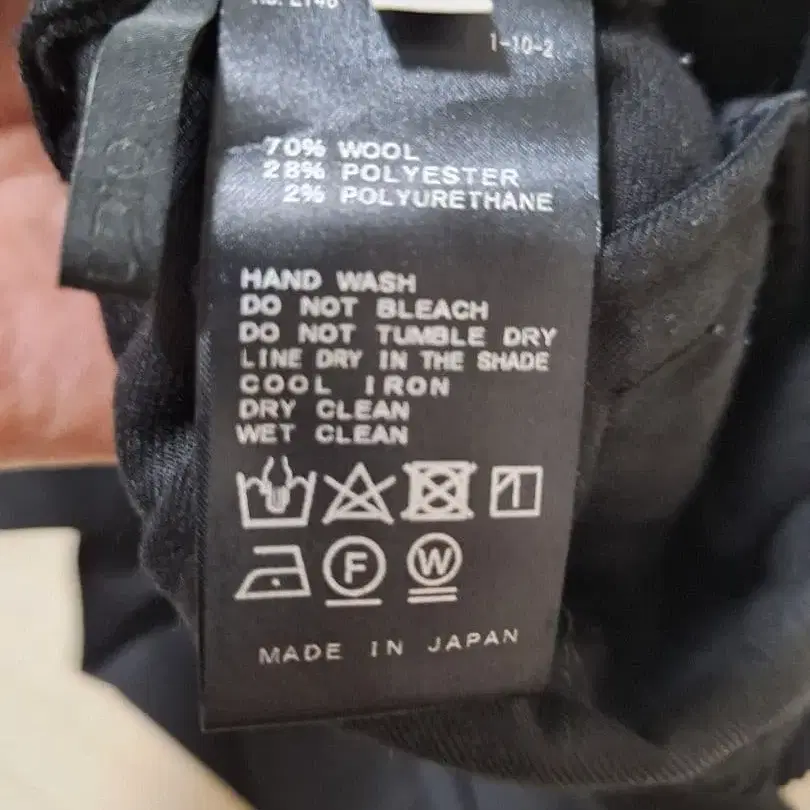 1-10-2
70% WOOL
28% POLYESTER
2% POLYURETHANE
HAND WASH
DO NOT BLEACH
DO NOT TUMBLE DRY
LINE DRY IN THE SHADE
COOL IRON
DRY CLEAN
WET CLEAN
F W
MADE IN JAPAN